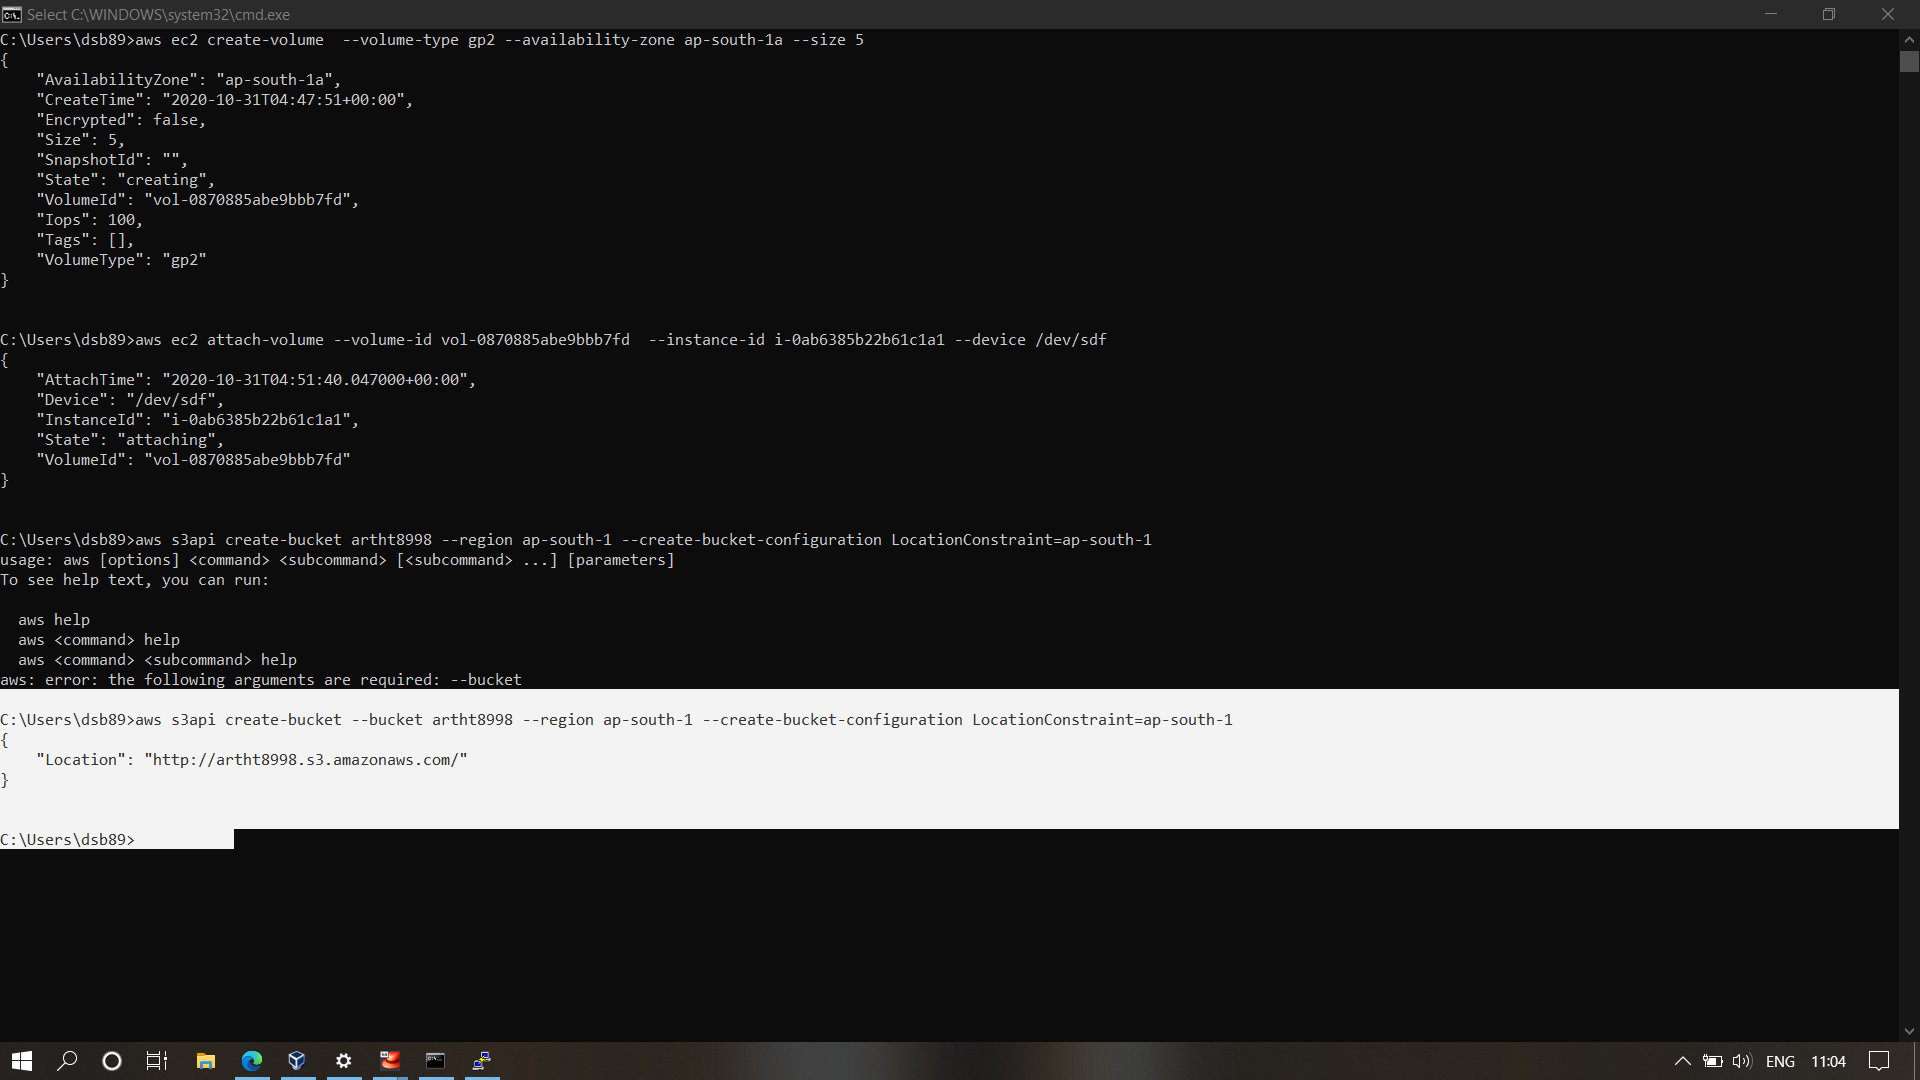 Select C:\WINDOWS\system32\cmd.exe
C:\Users\dsb89>aws ec2 create-volume  --volume-type gp2 --availability-zone ap-south-1a --size 5
{
    "AvailabilityZone": "ap-south-1a",
    "CreateTime": "2020-10-31T04:47:51+00:00",
    "Encrypted": false,
    "Size": 5,
    "SnapshotId": "",
    "State": "creating",
    "VolumeId": "vol-0870885abe9bbb7fd",
    "Iops": 100,
    "Tags": [],
    "VolumeType": "gp2"
}
C:\Users\dsb89>aws ec2 attach-volume --volume-id vol-0870885abe9bbb7fd  --instance-id i-0ab6385b22b61c1a1 --device /dev/sdf
{
    "AttachTime": "2020-10-31T04:51:40.047000+00:00",
    "Device": "/dev/sdf",
    "InstanceId": "i-0ab6385b22b61c1a1",
    "State": "attaching",
    "VolumeId": "vol-0870885abe9bbb7fd"
}
C:\Users\dsb89>aws s3api create-bucket artht8998 --region ap-south-1 --create-bucket-configuration LocationConstraint=ap-south-1
usage: aws [options] <command> <subcommand> [<subcommand> ...] [parameters]
To see help text, you can run:
  aws help
  aws <command> help
  aws <command> <subcommand> help
aws: error: the following arguments are required: --bucket
C:\Users\dsb89>aws s3api create-bucket --bucket artht8998 --region ap-south-1 --create-bucket-configuration LocationConstraint=ap-south-1
{
    "Location": "http://artht8998.s3.amazonaws.com/"
}
C:\Users\dsb89>
ENG 11:04